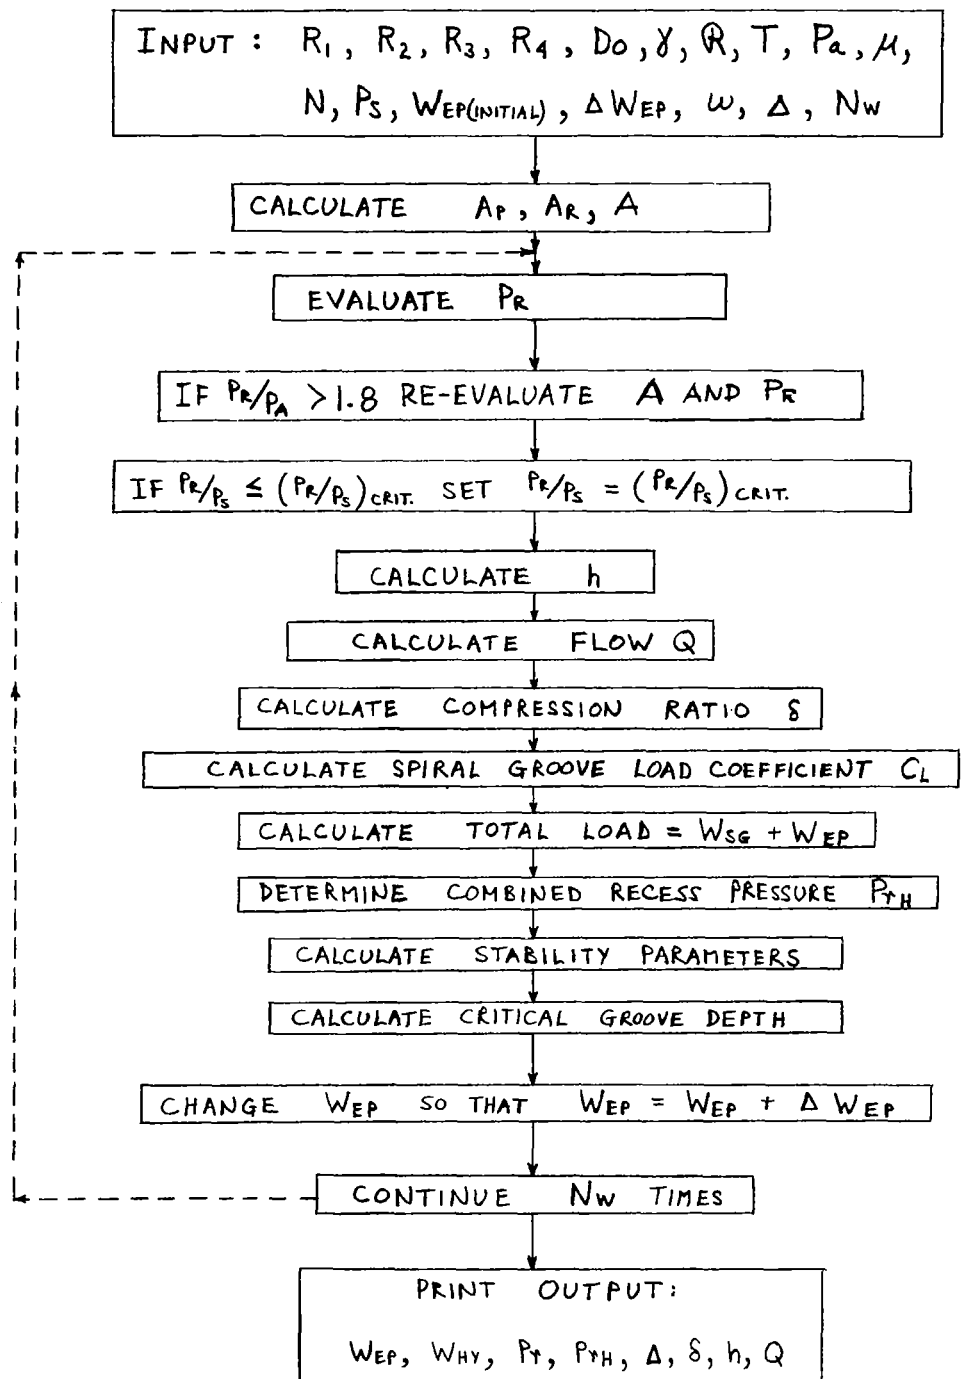 INPUT : R1, R2, R3, R4, Do, γ, R, T, Pa, μ,
N, Ps, WEP(INITIAL), ΔWEP, ω, Δ, Nw
CALCULATE AP, AR, A
EVALUATE PR
IF PR/PA >1.8 RE-EVALUATE A AND PR
IF PR/PS ≤ (PR/PS)CRIT. SET PR/PS = (PR/PS)CRIT.
CALCULATE h
CALCULATE FLOW Q
CALCULATE COMPRESSION RATIO δ
CALCULATE SPIRAL GROOVE LOAD COEFFICIENT CL
CALCULATE TOTAL LOAD = WSG + WEP
DETERMINE COMBINED RECESS PRESSURE PrH
CALCULATE STABILITY PARAMETERS
CALCULATE CRITICAL GROOVE DEPTH
CHANGE WEP SO THAT WEP = WEP + Δ WEP
CONTINUE NW TIMES
PRINT OUTPUT:
WEP, WHY, Pr, PrH, Δ, δ, h, Q